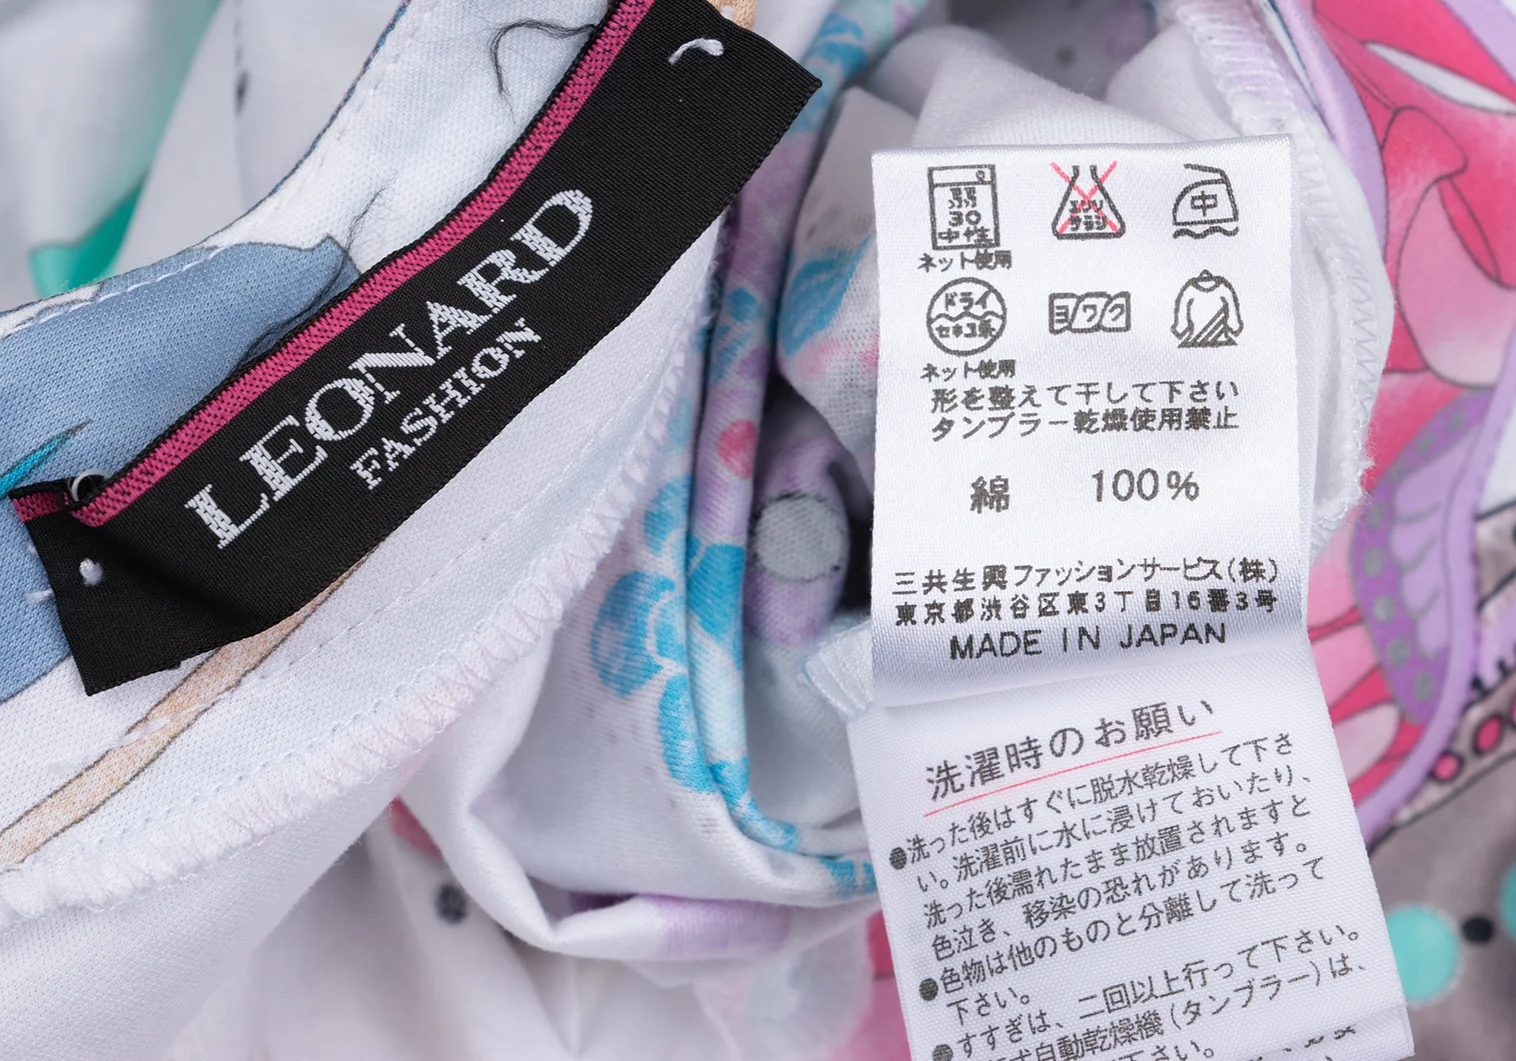 LEONARD
FASHION
弱
30
中性
ネット使用
エンソ
サラシ
中
ドライ
セキユ系
ネット使用
ヨワク
形を整えて干して下さい
タンブラー乾燥使用禁止
綿 100%
三共生興ファッションサービス(株)
東京都渋谷区東3丁目16番3号
MADE IN JAPAN
洗濯時のお願い
●洗った後はすぐに脱水乾燥して下さ
い。洗濯前に水に浸けておいたり、
洗った後濡れたまま放置されますと
色泣き、移染の恐れがあります。
●色物は他のものと分離して洗って
下さい。
●すすぎは、二回以上行って下さい。
自動乾燥機(タンブラー)は、
下さい。